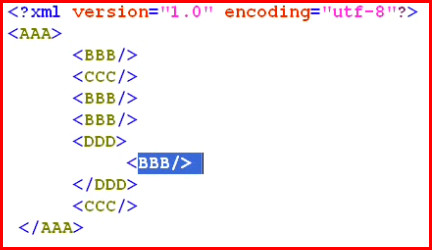 <?xml version="1.0" encoding="utf-8"?>
<AAA>
<BBB/>
<CCC/>
<BBB/>
<BBB/>
<DDD>
<BBB/>
</DDD>
<CCC/>
</AAA>